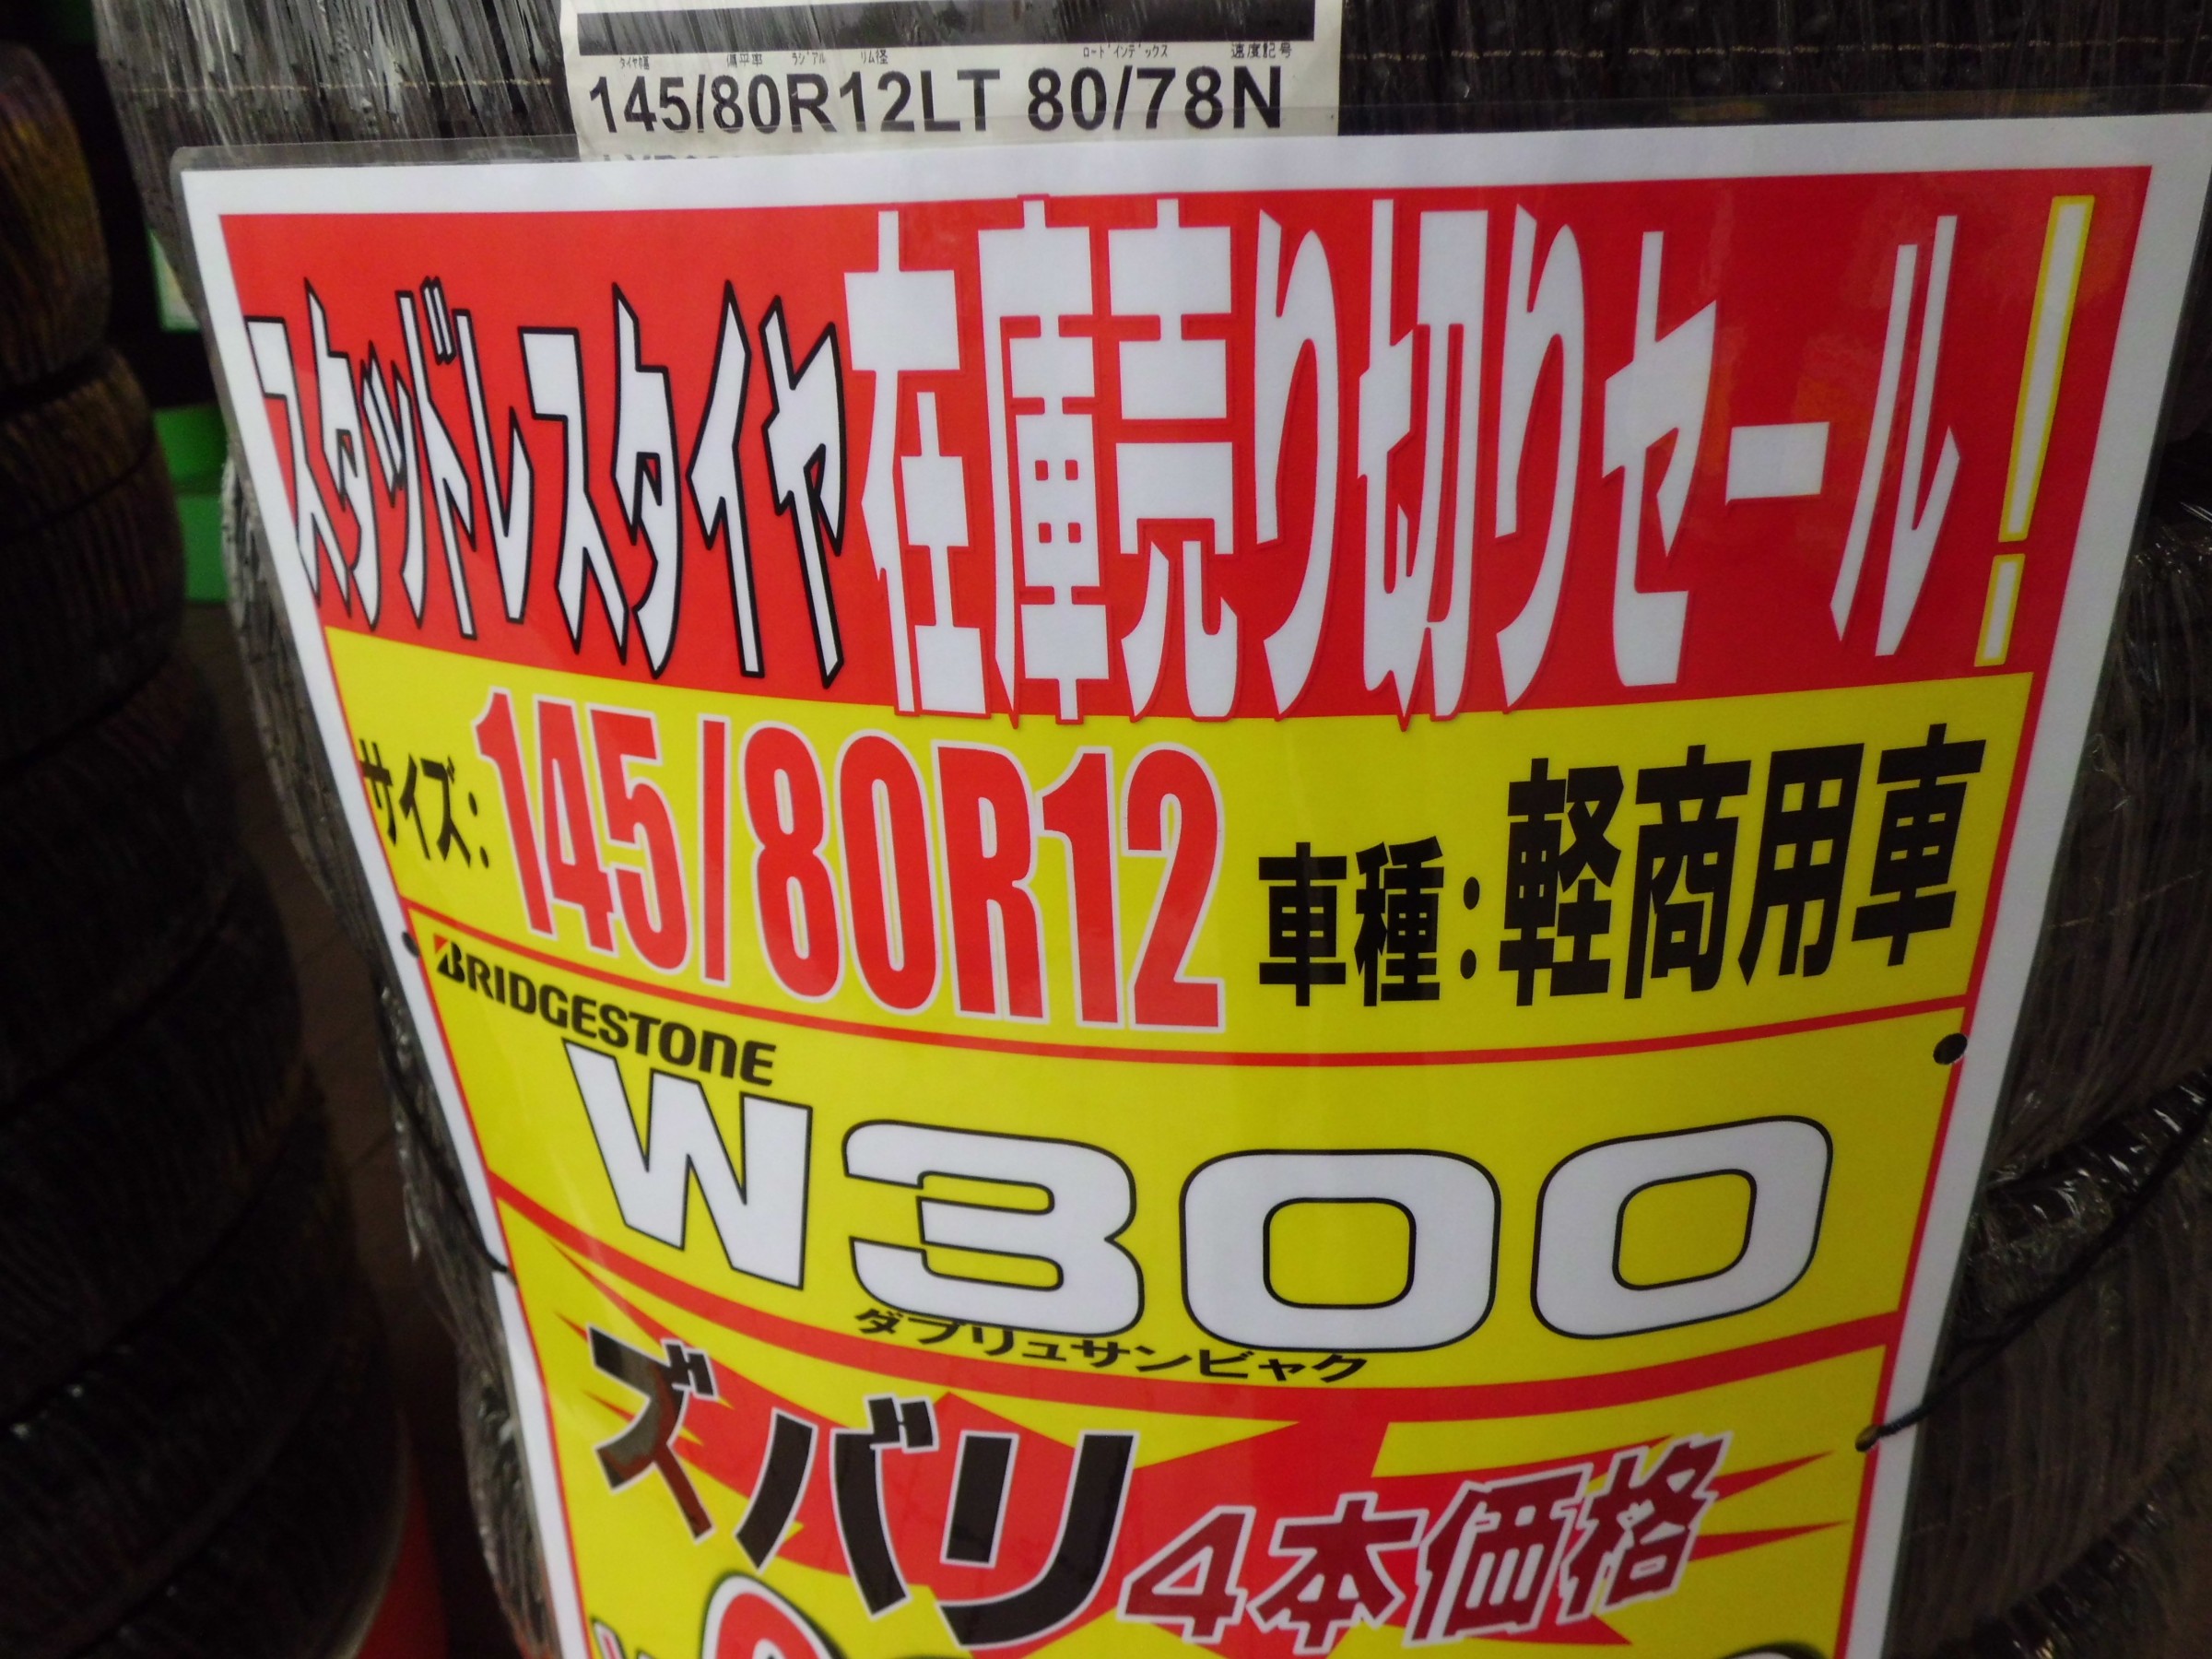 タイヤ幅 偏平率 ラジアル リム径 ロードインデックス 速度記号
145/80R12LT 80/78N
スタッドレスタイヤ在庫売り切りセール!
サイズ:145/80R12 車種:軽商用車
BRIDGESTONE
W300
ダブリュサンビャク
ズバリ4本価格